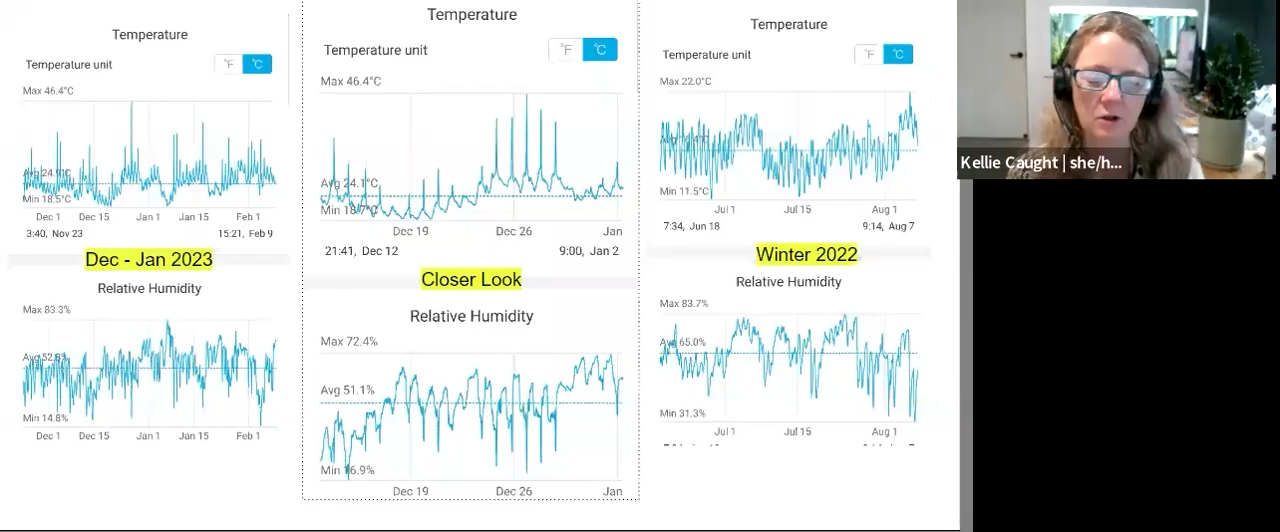 Temperature
Temperature unit
°F °C
Max 46.4°C
Avg 24.9°C
Min 18.5°C
Dec 1 Dec 15 Jan 1 Jan 15 Feb 1
3:40, Nov 23 15:21, Feb 9
Dec - Jan 2023
Relative Humidity
Max 83.3%
Avg 52.8%
Min 14.8%
Dec 1 Dec 15 Jan 1 Jan 15 Feb 1
Temperature
Temperature unit
°F °C
Max 46.4°C
Avg 24.1°C
Min 18.7°C
Dec 19 Dec 26 Jan
21:41, Dec 12 9:00, Jan 2
Closer Look
Relative Humidity
Max 72.4%
Avg 51.1%
Min 16.9%
Dec 19 Dec 26 Jan
Temperature
Temperature unit
°F °C
Max 22.0°C
Min 11.5°C
Jul 1 Jul 15 Aug 1
7:34, Jun 18 9:14, Aug 7
Winter 2022
Relative Humidity
Max 83.7%
Avg 65.0%
Min 31.3%
Jul 1 Jul 15 Aug 1
Kellie Caught | she/h...